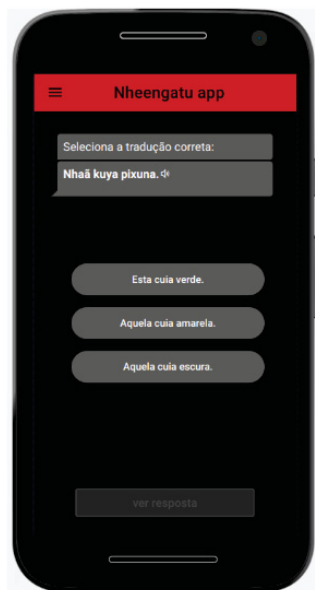 Nheengatu app
Seleciona a tradução correta:
Nhaã kuya pixuna.
Esta cuia verde.
Aquela cuia amarela.
Aquela cuia escura.
ver resposta